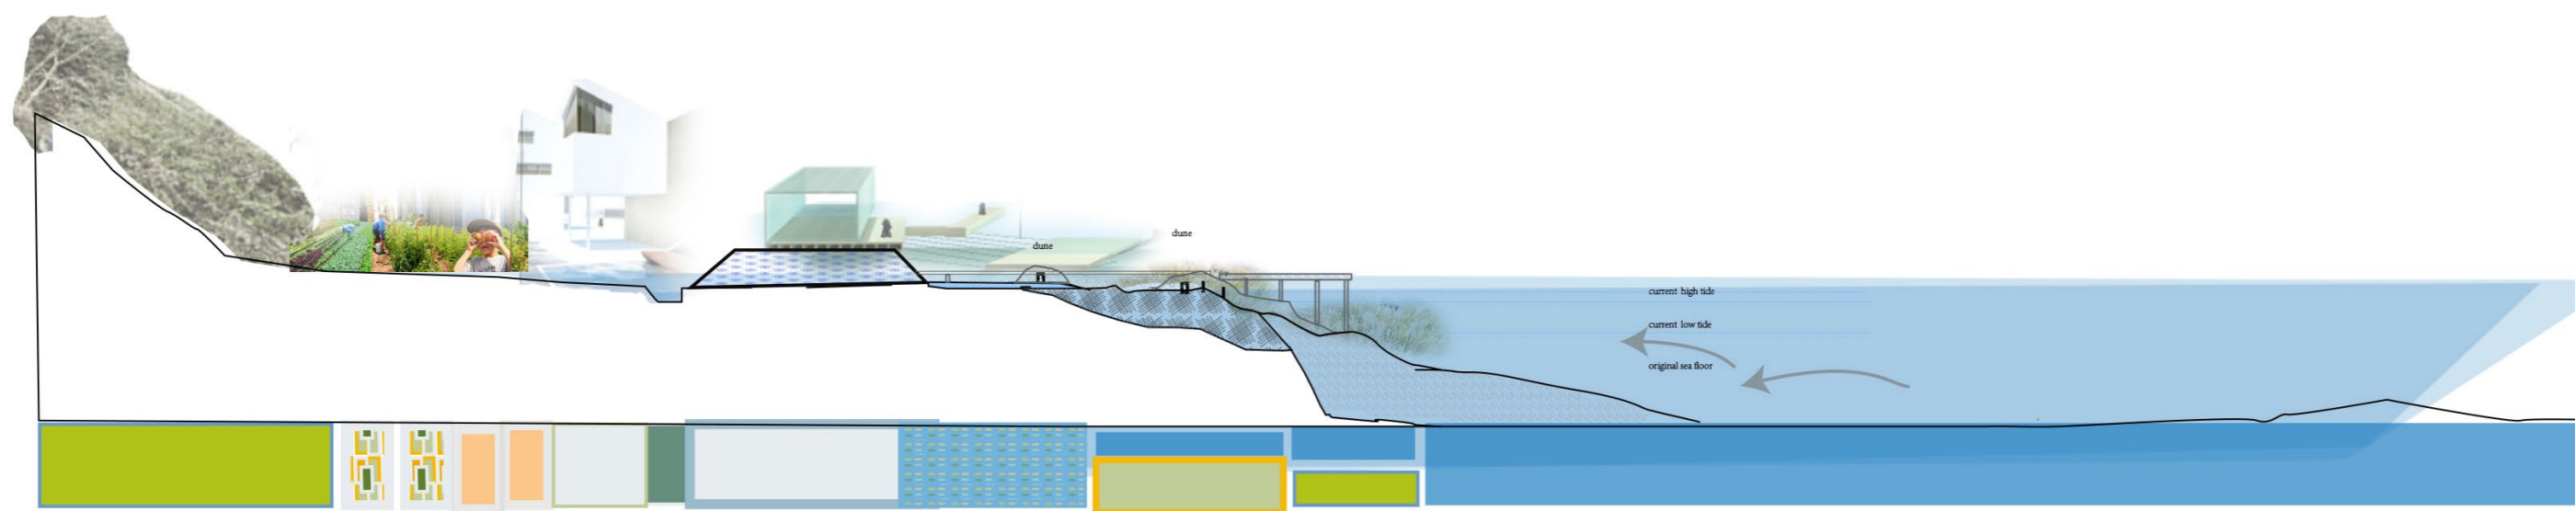 dune
dune
current high tide
current low tide
original sea floor